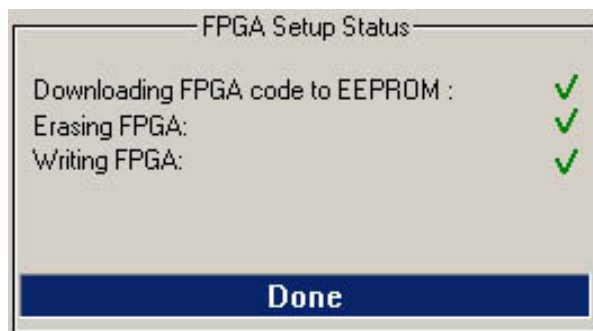 FPGA Setup Status
Downloading FPGA code to EEPROM :
Erasing FPGA:
Writing FPGA:
Done